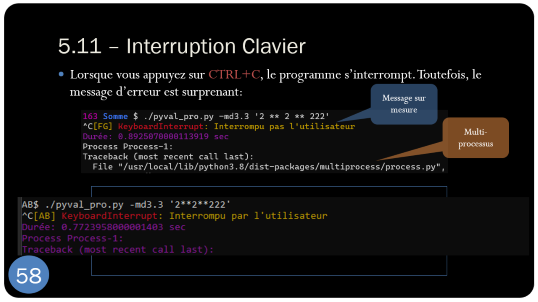 5.11 – Interruption Clavier
• Lorsque vous appuyez sur CTRL+C, le programme s'interrompt. Toutefois, le
message d'erreur est surprenant:
Message sur
mesure
163 Somme $ ./pyval_pro.py -md3.3 '2 ** 2 ** 222'
^C[FG] KeyboardInterrupt: Interrompu pas l'utilisateur
Durée: 0.8925070000113919 sec
Process Process-1:
Traceback (most recent call last):
File "/usr/local/lib/python3.8/dist-packages/multiprocess/process.py",
Multi-
processus
AB$ ./pyval_pro.py -md3.3 '2**2**222'
^C[AB] KeyboardInterrupt: Interrompu par l'utilisateur
Durée: 0.7723958000001403 sec
Process Process-1:
Traceback (most recent call last):
58